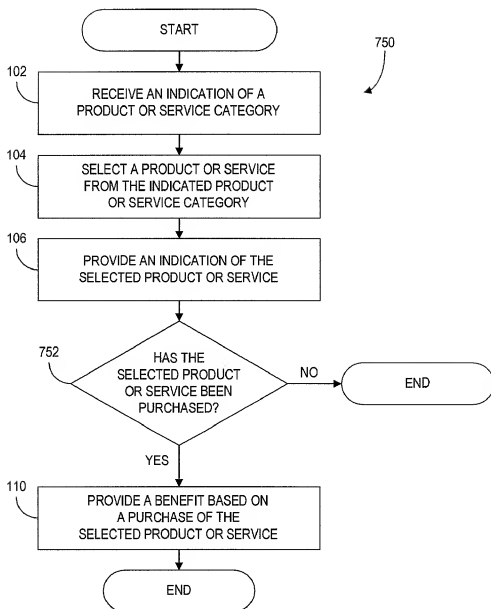 START
750
102
RECEIVE AN INDICATION OF A
PRODUCT OR SERVICE CATEGORY
104
SELECT A PRODUCT OR SERVICE
FROM THE INDICATED PRODUCT
OR SERVICE CATEGORY
106
PROVIDE AN INDICATION OF THE
SELECTED PRODUCT OR SERVICE
752
HAS THE
SELECTED PRODUCT
OR SERVICE BEEN
PURCHASED?
NO
END
YES
110
PROVIDE A BENEFIT BASED ON
A PURCHASE OF THE
SELECTED PRODUCT OR SERVICE
END